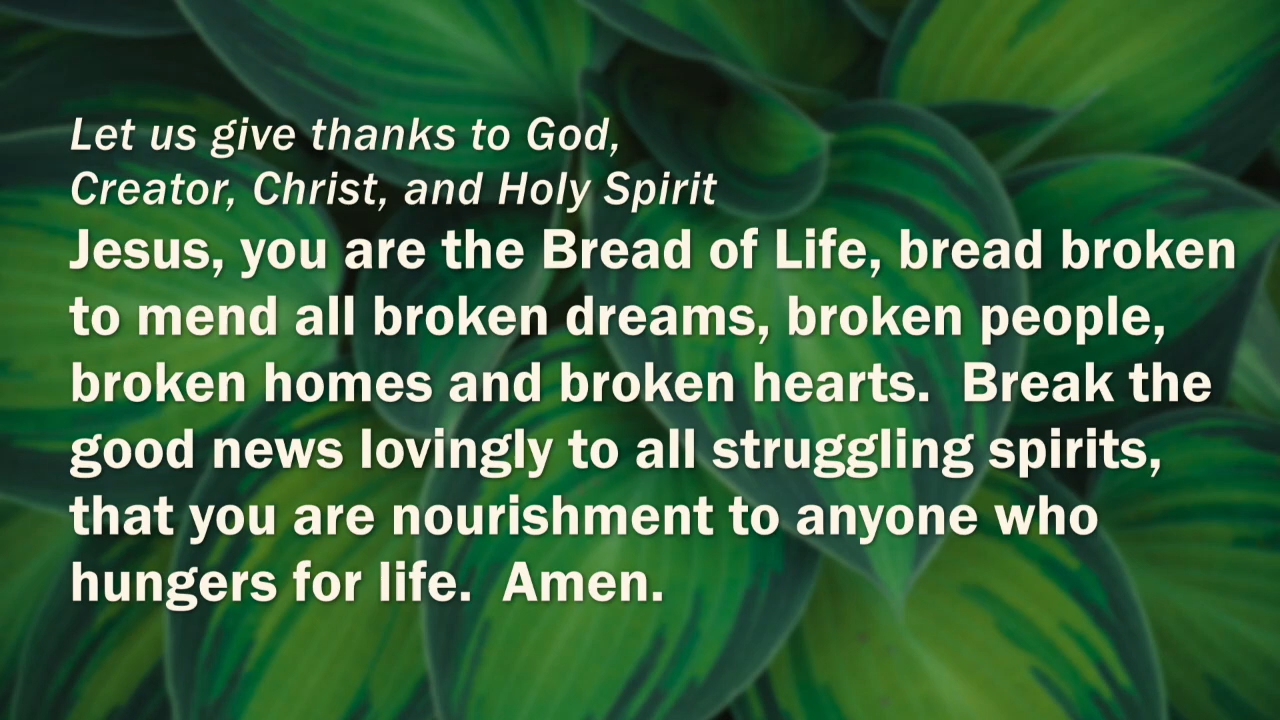 Let us give thanks to God,
Creator, Christ, and Holy Spirit
Jesus, you are the Bread of Life, bread broken
to mend all broken dreams, broken people,
broken homes and broken hearts.  Break the
good news lovingly to all struggling spirits,
that you are nourishment to anyone who
hungers for life.  Amen.